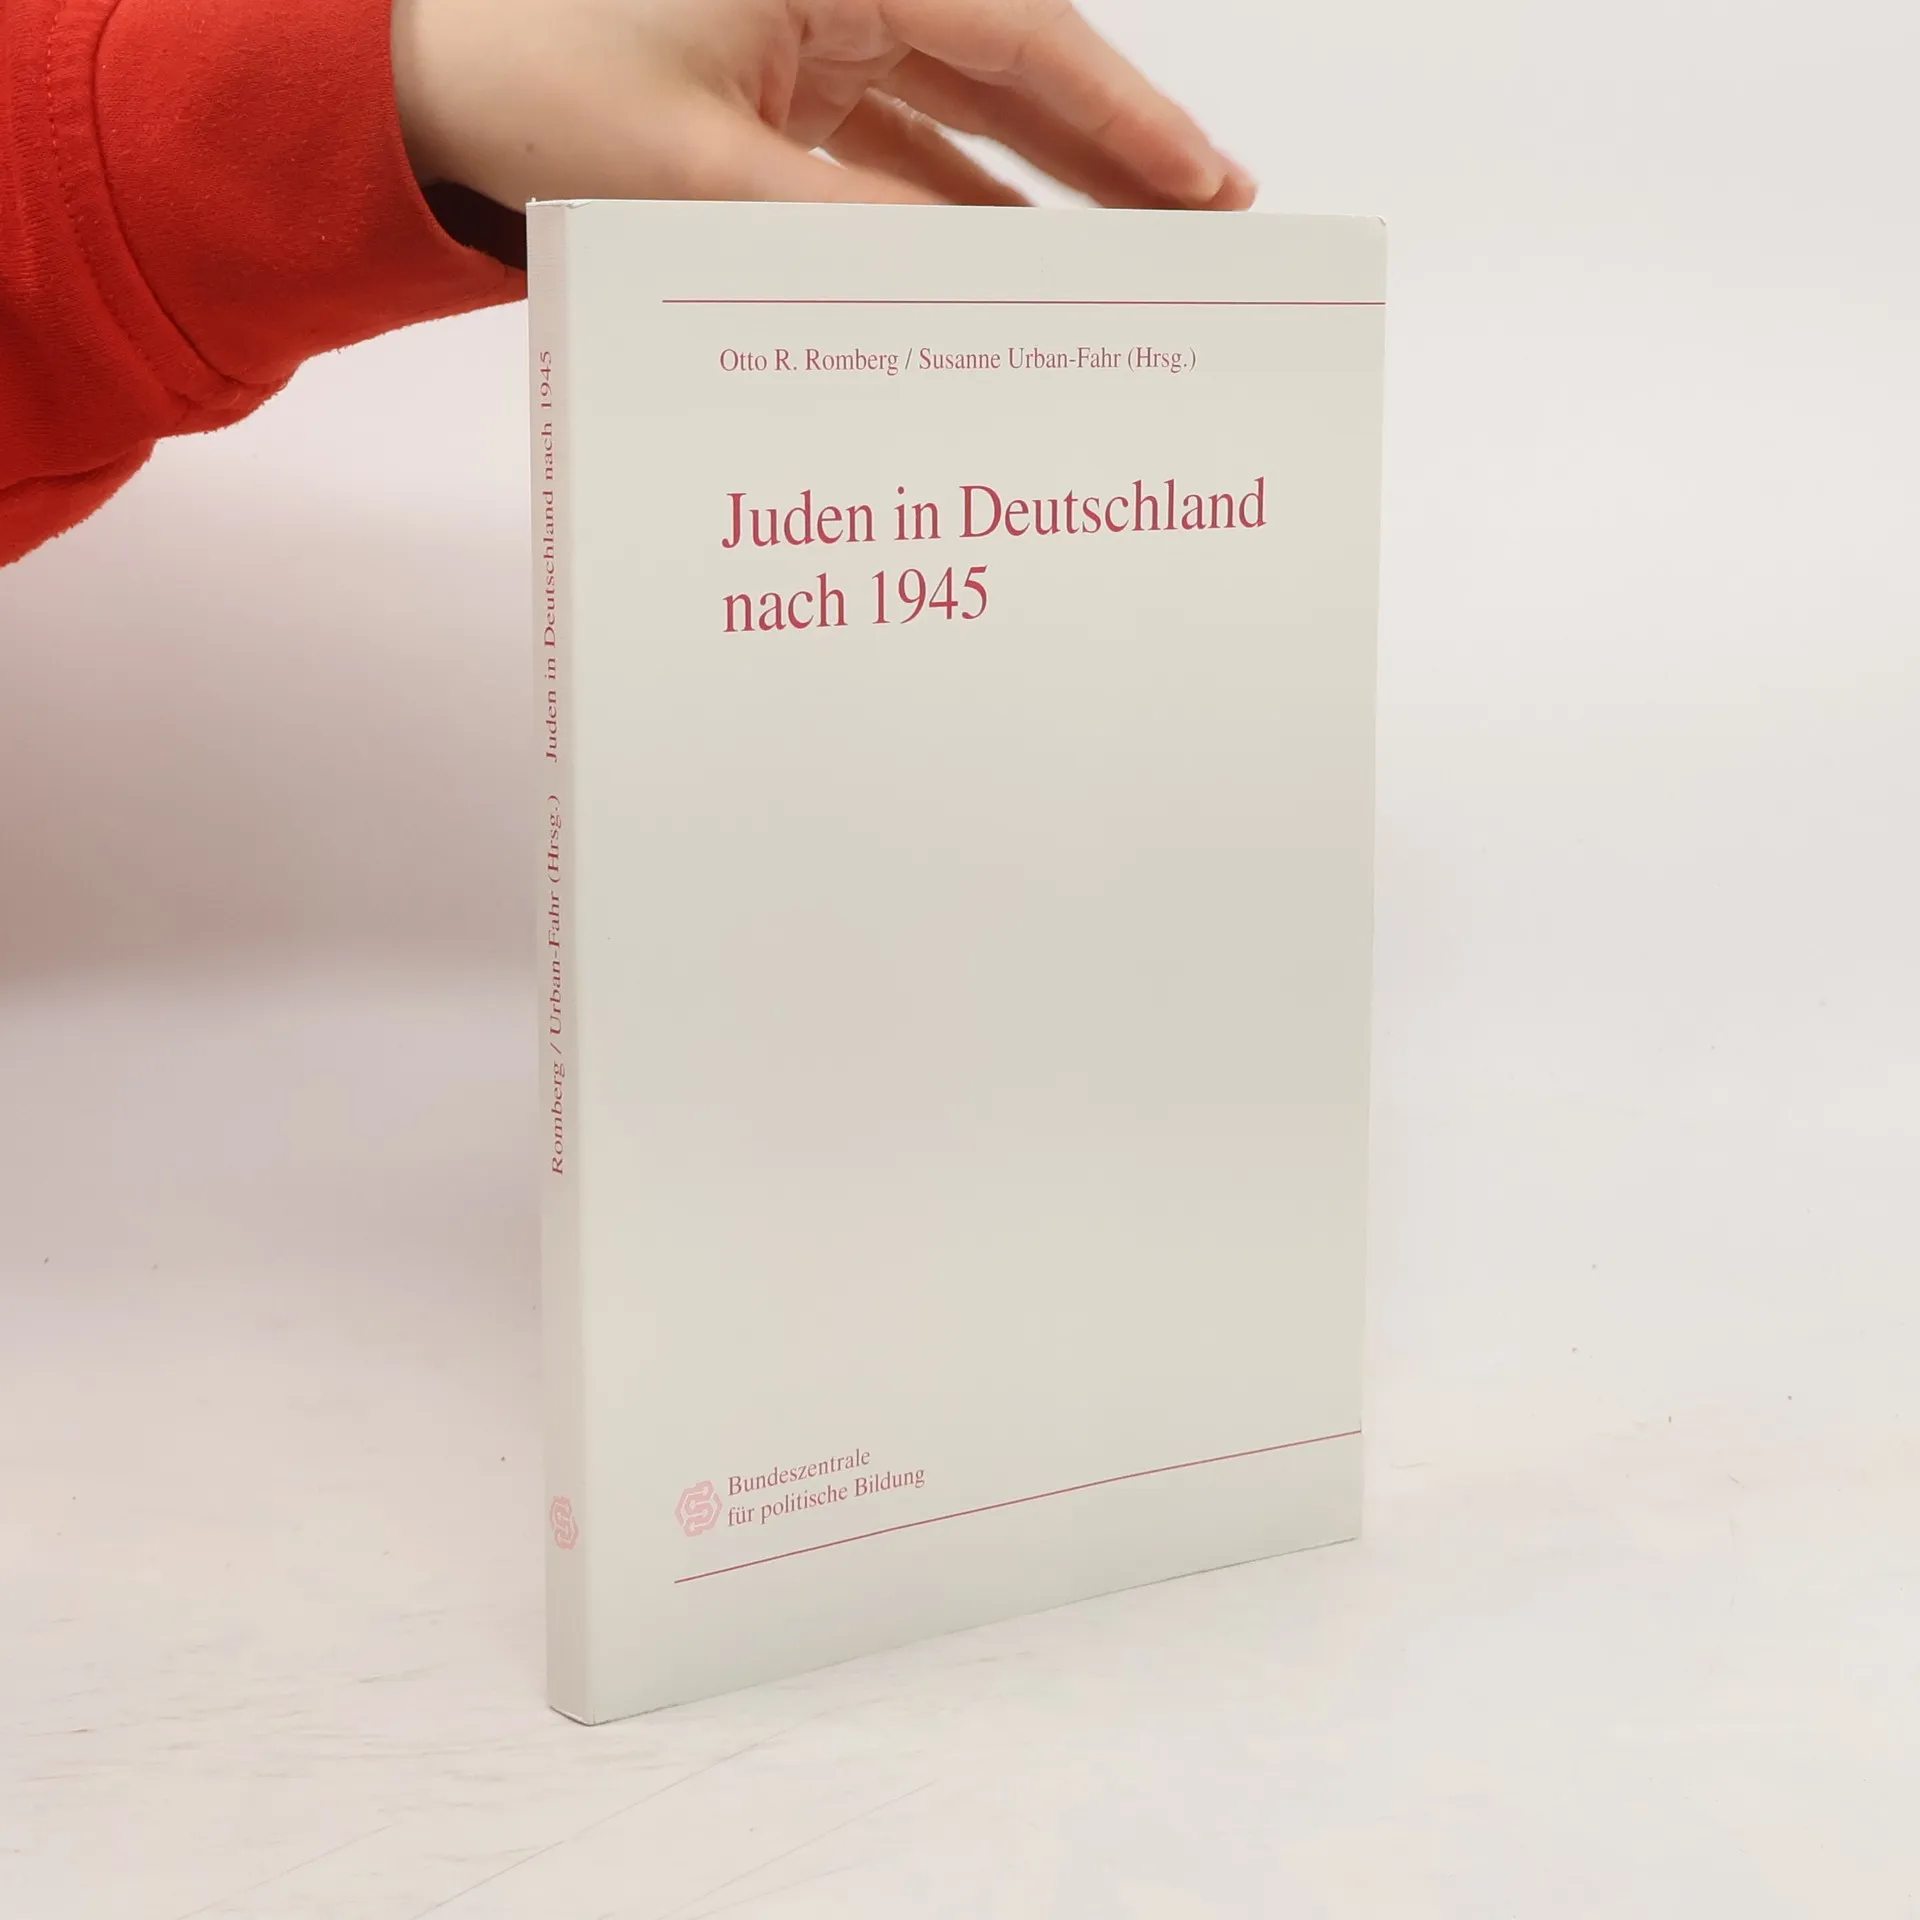 Otto R. Romberg / Susanne Urban-Fahr (Hrsg.)
Juden in Deutschland
nach 1945
Bundeszentrale
für politische Bildung
Romberg / Urban-Fahr (Hrsg.) Juden in Deutschland nach 1945